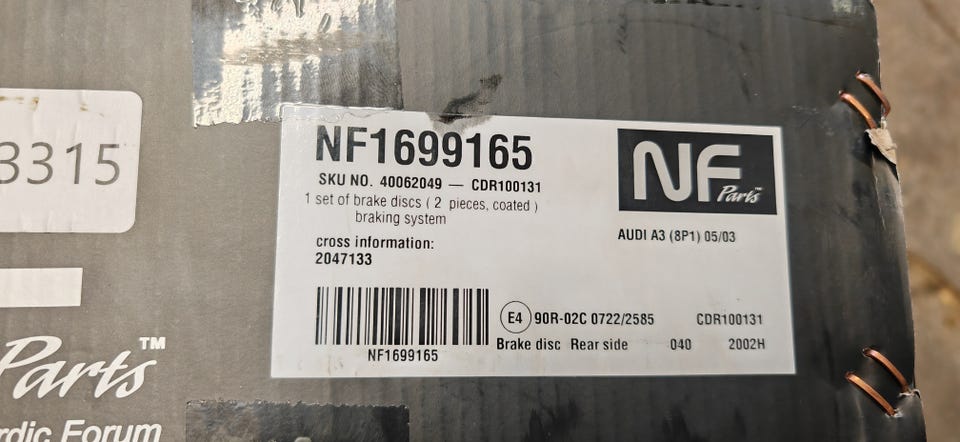 3315
NF1699165
SKU NO. 40062049 — CDR100131
1 set of brake discs ( 2 pieces, coated )
braking system
cross information:
2047133
NF1699165
NF Parts™
AUDI A3 (8P1) 05/03
E4 90R-02C 0722/2585 CDR100131
Brake disc Rear side 040 2002H
Parts™
rdic Forum